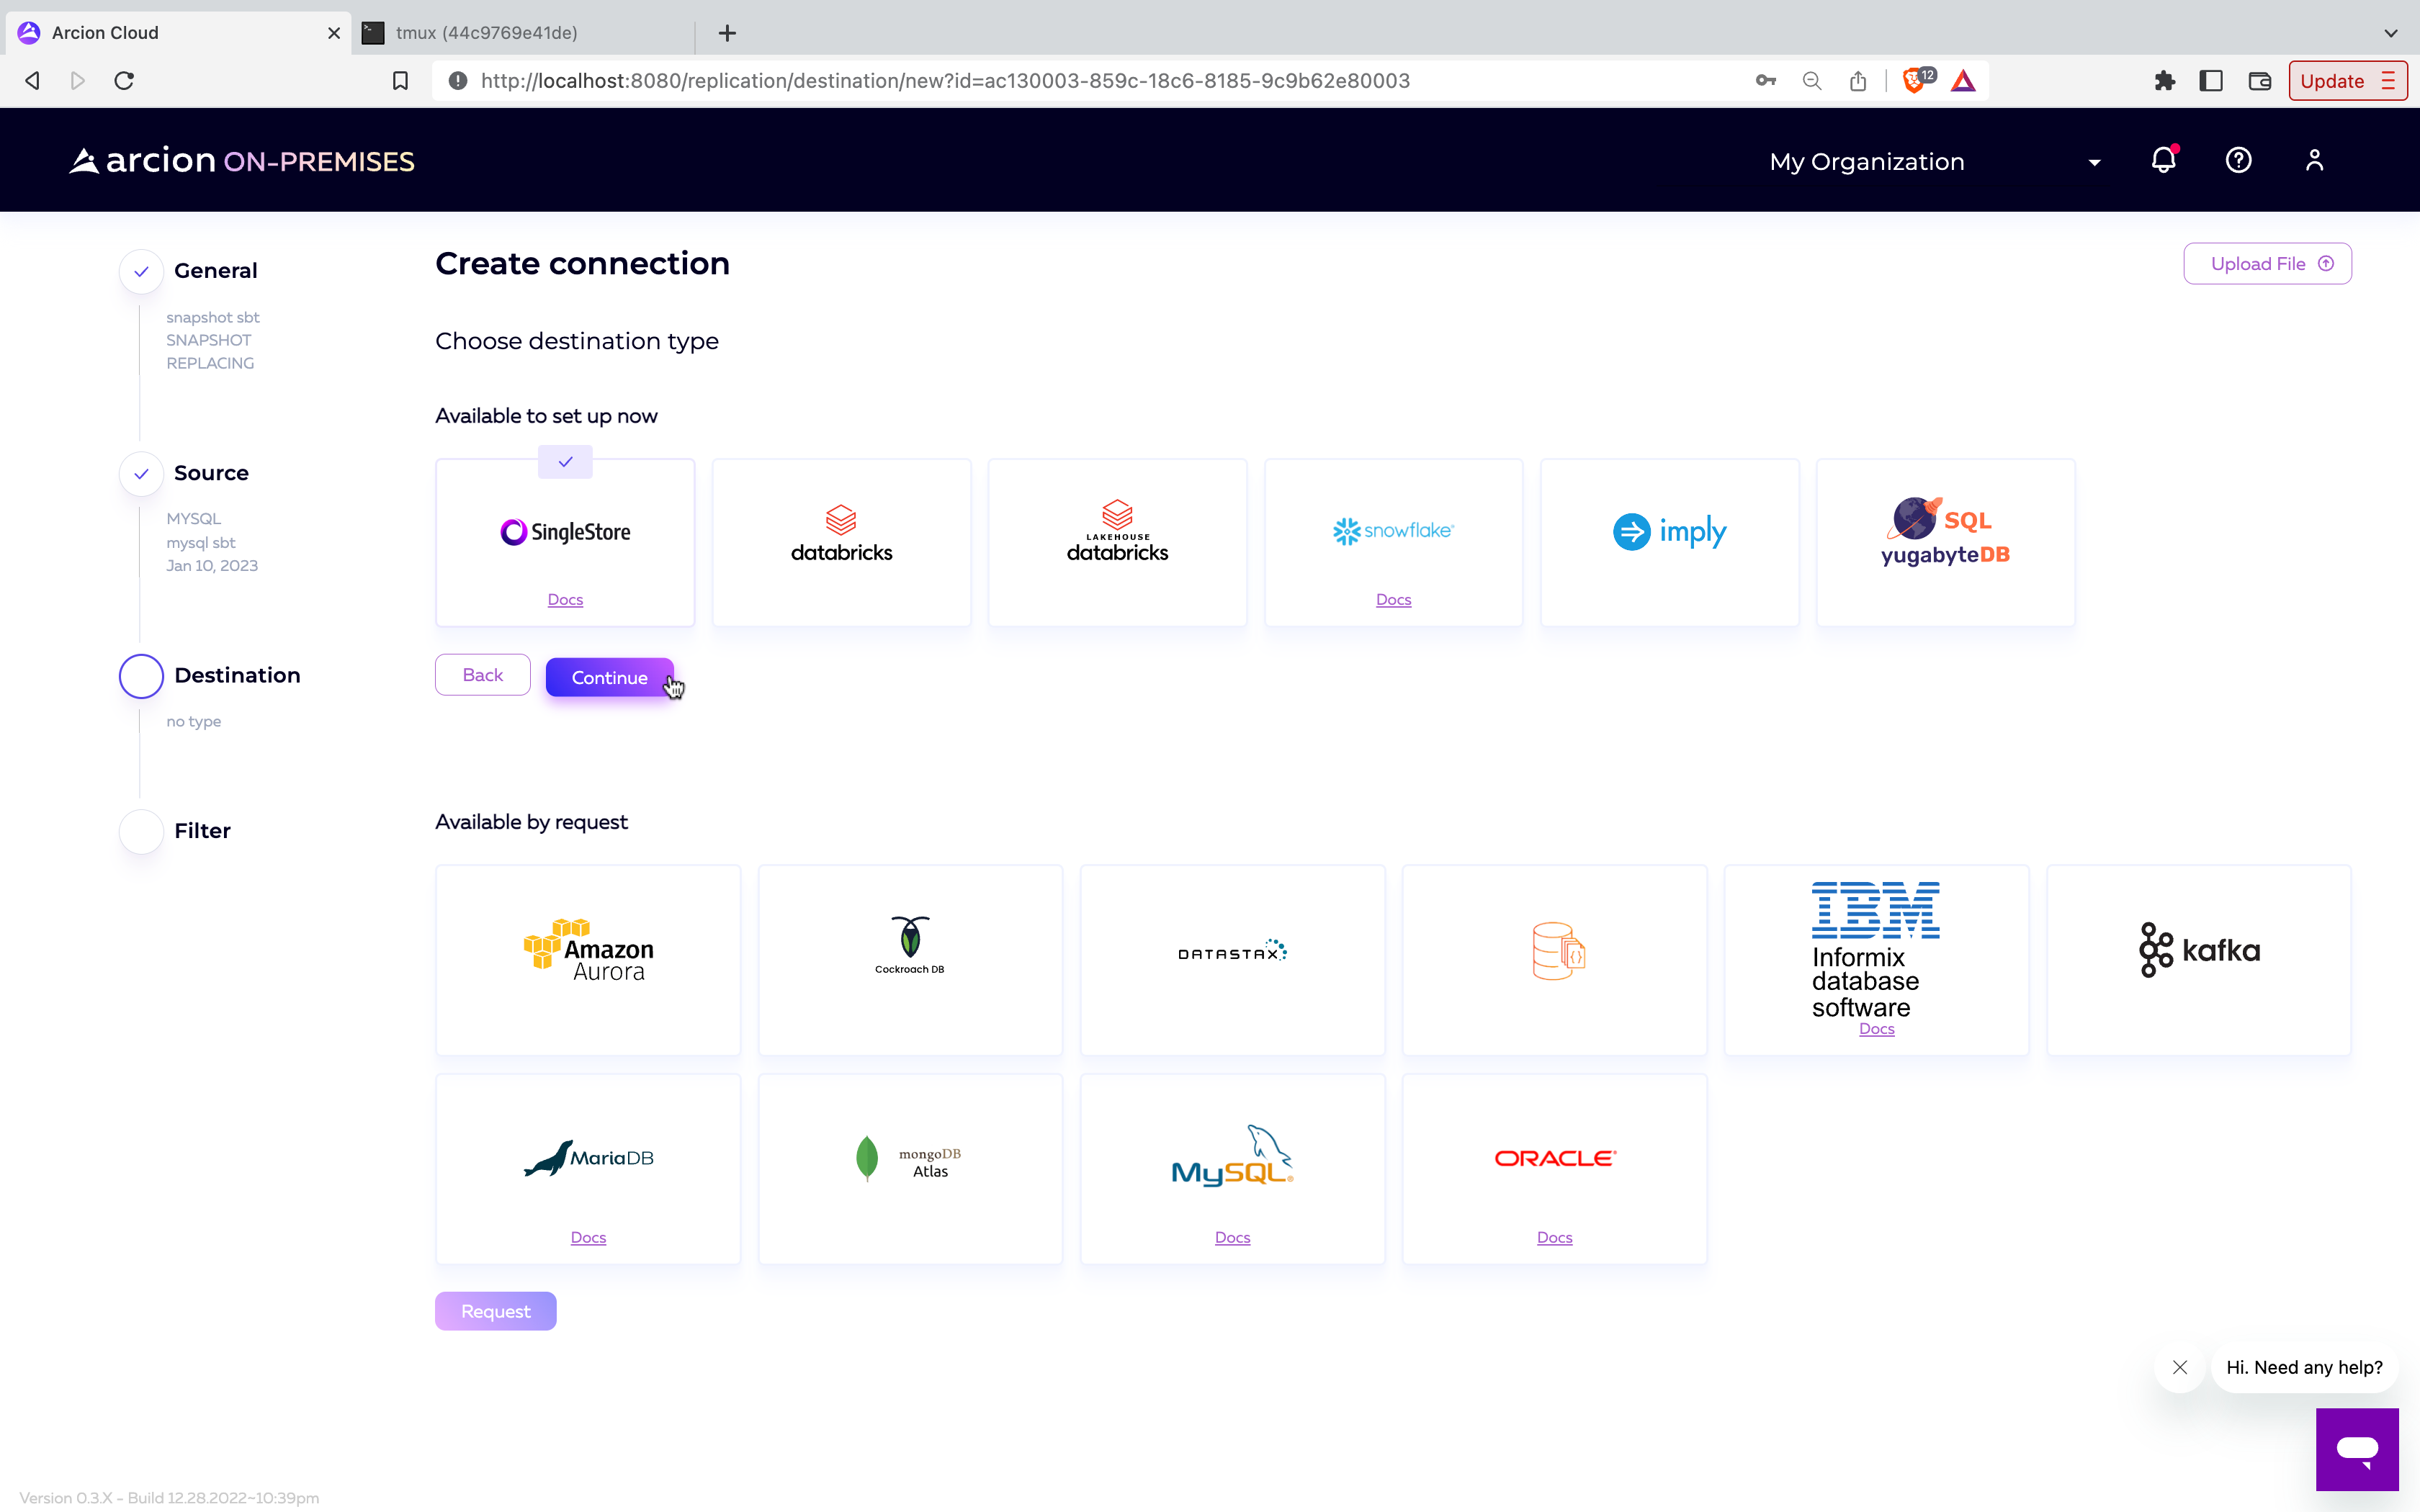 Arcion Cloud
tmux (44c9769e41de)
http://localhost:8080/replication/destination/new?id=ac130003-859c-18c6-8185-9c9b62e80003
12
Update
arcion ON-PREMISES
My Organization
General
snapshot sbt
SNAPSHOT
REPLACING
Source
MYSQL
mysql sbt
Jan 10, 2023
Destination
no type
Filter
Create connection
Upload File
Choose destination type
Available to set up now
SingleStore
Docs
databricks
LAKEHOUSE
databricks
snowflake®
Docs
imply
SQL
yugabyteDB
Back
Continue
Available by request
Amazon
Aurora
Cockroach DB
DATASTAX
{}
IBM
Informix
database
software
Docs
kafka
MariaDB
Docs
mongoDB
Atlas
MySQL®
Docs
ORACLE®
Docs
Request
Hi. Need any help?
Version 0.3.X - Build 12.28.2022~10:39pm